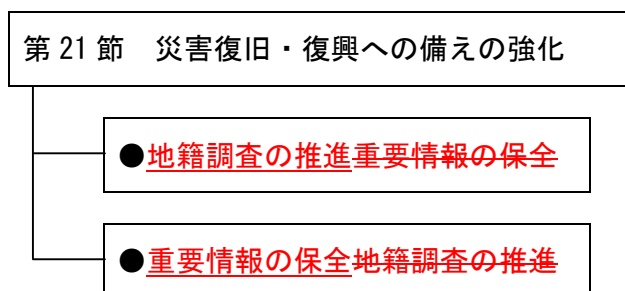 第 21 節　災害復旧・復興への備えの強化
●地籍調査の推進重要情報の保全
●重要情報の保全地籍調査の推進